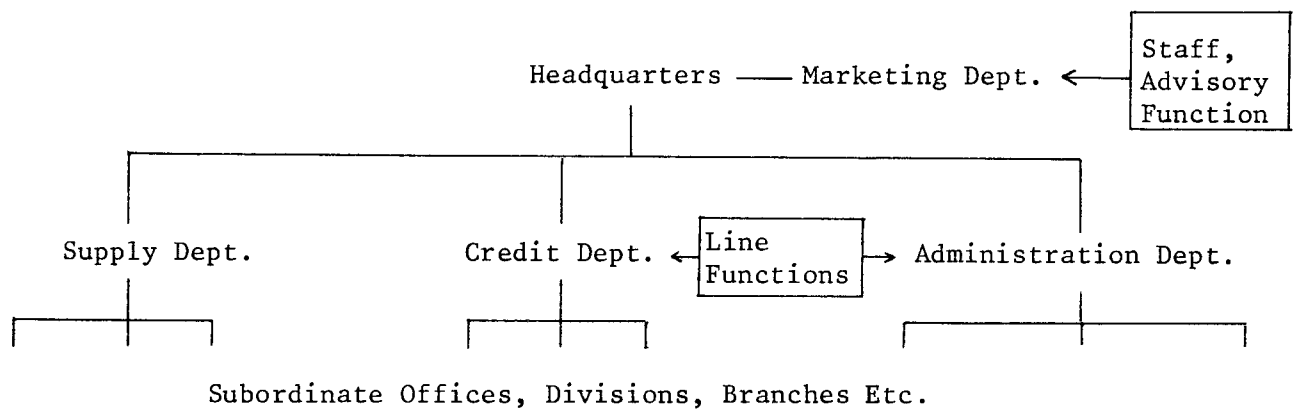 Staff,
Advisory
Function
Headquarters
Marketing Dept.
Supply Dept.
Credit Dept.
Line
Functions
Administration Dept.
Subordinate Offices, Divisions, Branches Etc.